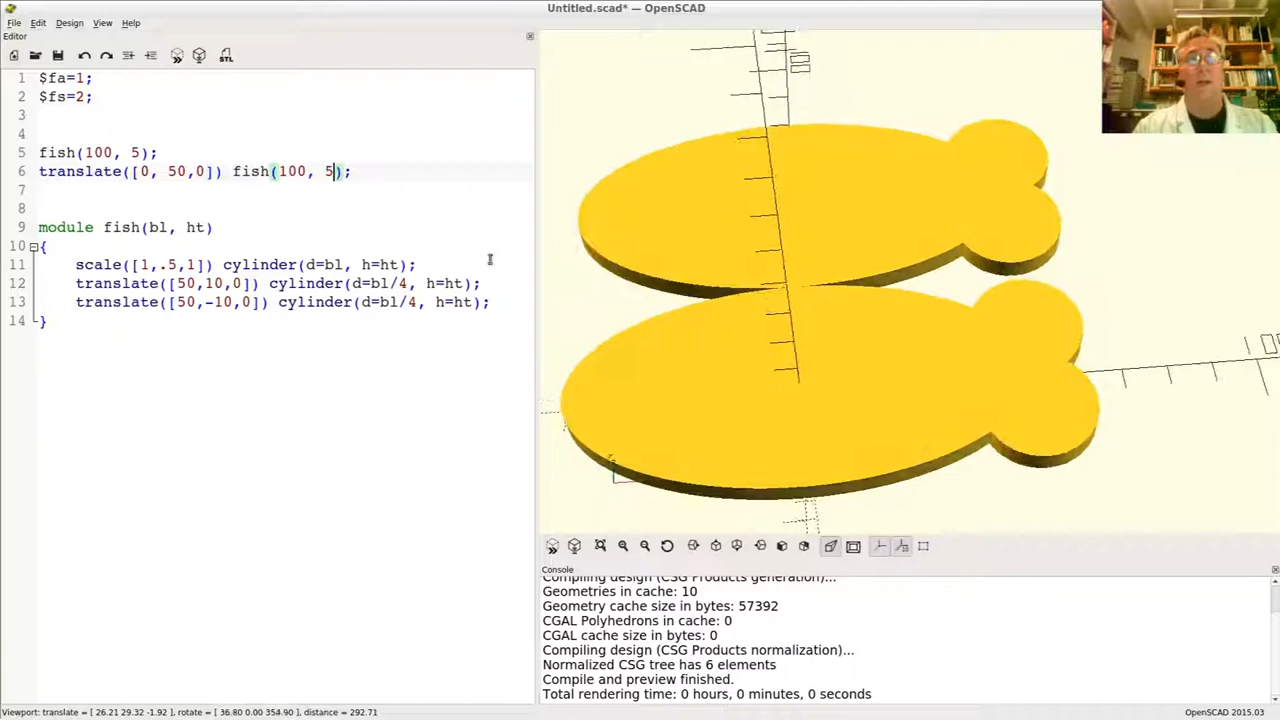 Untitled.scad* — OpenSCAD
File Edit Design View Help
Editor
STL
1 $fa=1;
2 $fs=2;
3
4
5 fish(100, 5);
6 translate([0, 50,0]) fish(100, 5);
7
8
9 module fish(bl, ht)
10 {
11 scale([1,.5,1]) cylinder(d=bl, h=ht);
12 translate([50,10,0]) cylinder(d=bl/4, h=ht);
13 translate([50,-10,0]) cylinder(d=bl/4, h=ht);
14 }
Console
Compiling design (CSG Products generation)...
Geometries in cache: 10
Geometry cache size in bytes: 57392
CGAL Polyhedrons in cache: 0
CGAL cache size in bytes: 0
Compiling design (CSG Products normalization)...
Normalized CSG tree has 6 elements
Compile and preview finished.
Total rendering time: 0 hours, 0 minutes, 0 seconds
Viewport: translate = [ 26.21 29.32 -1.92 ], rotate = [ 36.80 0.00 354.90 ], distance = 292.71
OpenSCAD 2015.03